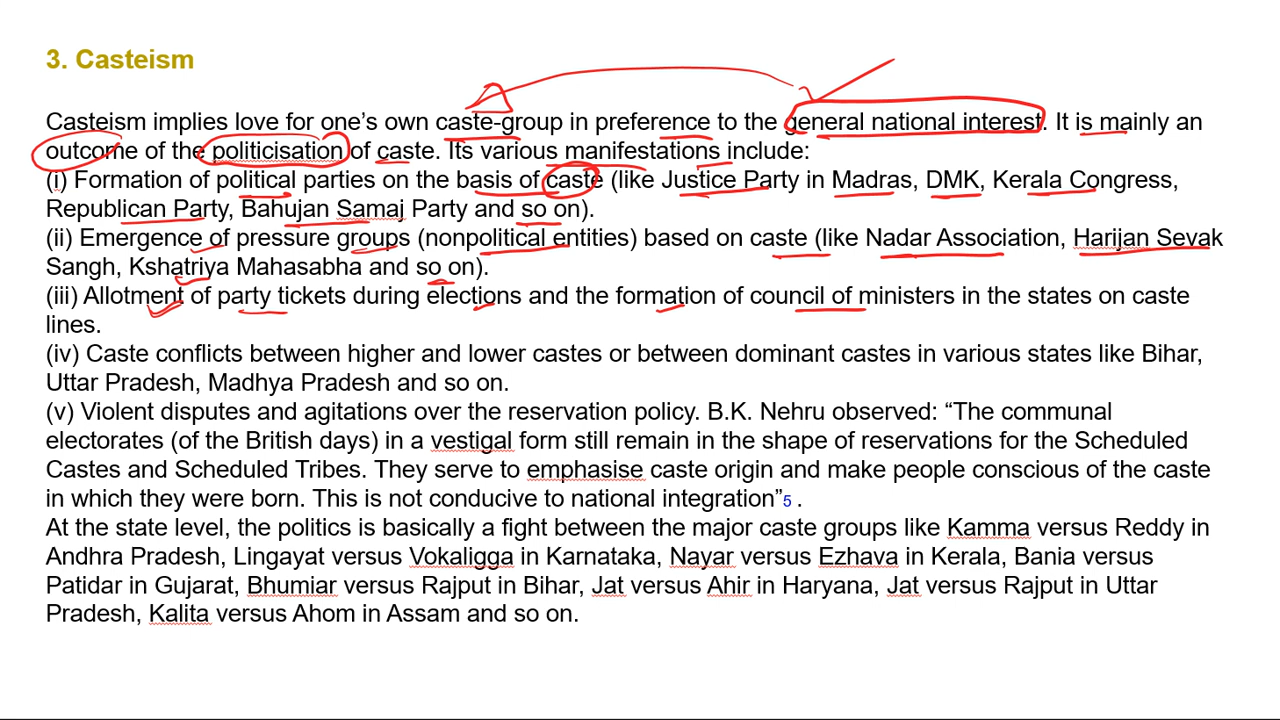 3. Casteism
Casteism implies love for one’s own caste-group in preference to the general national interest. It is mainly an
outcome of the politicisation of caste. Its various manifestations include:
(i) Formation of political parties on the basis of caste (like Justice Party in Madras, DMK, Kerala Congress,
Republican Party, Bahujan Samaj Party and so on).
(ii) Emergence of pressure groups (nonpolitical entities) based on caste (like Nadar Association, Harijan Sevak
Sangh, Kshatriya Mahasabha and so on).
(iii) Allotment of party tickets during elections and the formation of council of ministers in the states on caste
lines.
(iv) Caste conflicts between higher and lower castes or between dominant castes in various states like Bihar,
Uttar Pradesh, Madhya Pradesh and so on.
(v) Violent disputes and agitations over the reservation policy. B.K. Nehru observed: “The communal
electorates (of the British days) in a vestigal form still remain in the shape of reservations for the Scheduled
Castes and Scheduled Tribes. They serve to emphasise caste origin and make people conscious of the caste
in which they were born. This is not conducive to national integration”5 .
At the state level, the politics is basically a fight between the major caste groups like Kamma versus Reddy in
Andhra Pradesh, Lingayat versus Vokaligga in Karnataka, Nayar versus Ezhava in Kerala, Bania versus
Patidar in Gujarat, Bhumiar versus Rajput in Bihar, Jat versus Ahir in Haryana, Jat versus Rajput in Uttar
Pradesh, Kalita versus Ahom in Assam and so on.